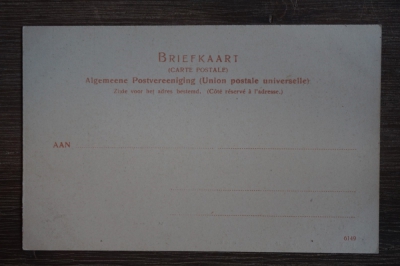 BRIEFKAART
(CARTE POSTALE)
Algemeene Postvereeniging (Union postale universelle)
Zijde voor het adres bestemd. (Côté réservé à l'adresse.)
AAN